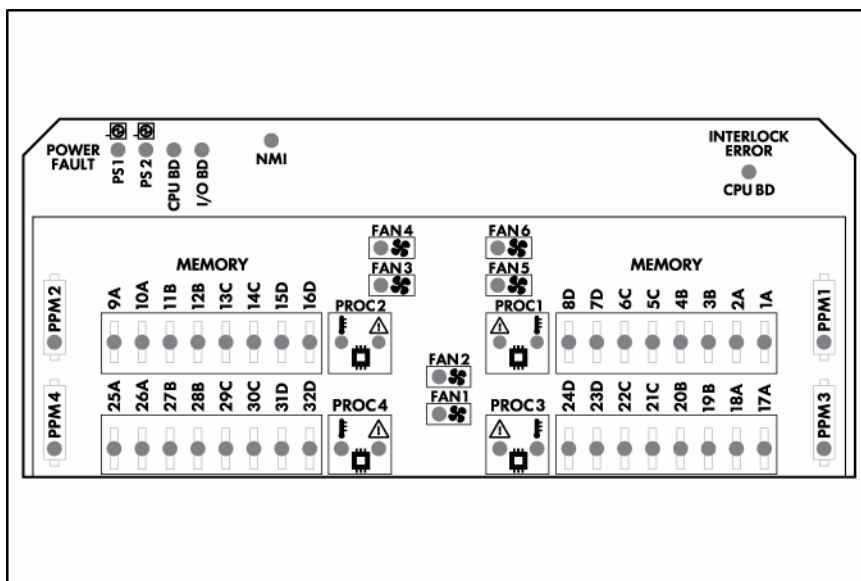 POWER FAULT
PS1
PS2
CPU BD
I/O BD
NMI
INTERLOCK ERROR
CPU BD
FAN4
FAN6
FAN3
FAN5
MEMORY
MEMORY
PPM2
9A
10A
11B
12B
13C
14C
15D
16D
PROC2
PROC1
8D
7D
6C
5C
4B
3B
2A
1A
PPM1
FAN2
FAN1
PPM4
25A
26A
27B
28B
29C
30C
31D
32D
PROC4
PROC3
24D
23D
22C
21C
20B
19B
18A
17A
PPM3